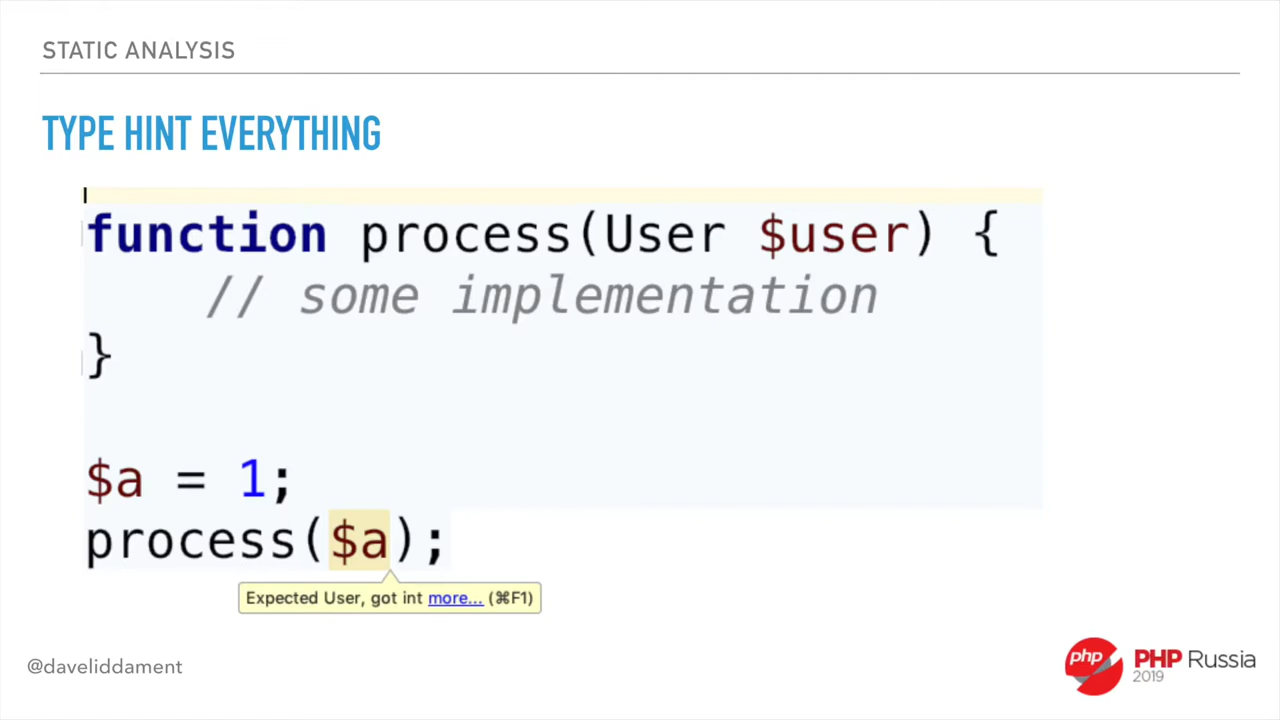 STATIC ANALYSIS
TYPE HINT EVERYTHING
function process(User $user) {
// some implementation
}
$a = 1;
process($a);
Expected User, got int more... (⌘F1)
@daveliddament
php PHP Russia
2019